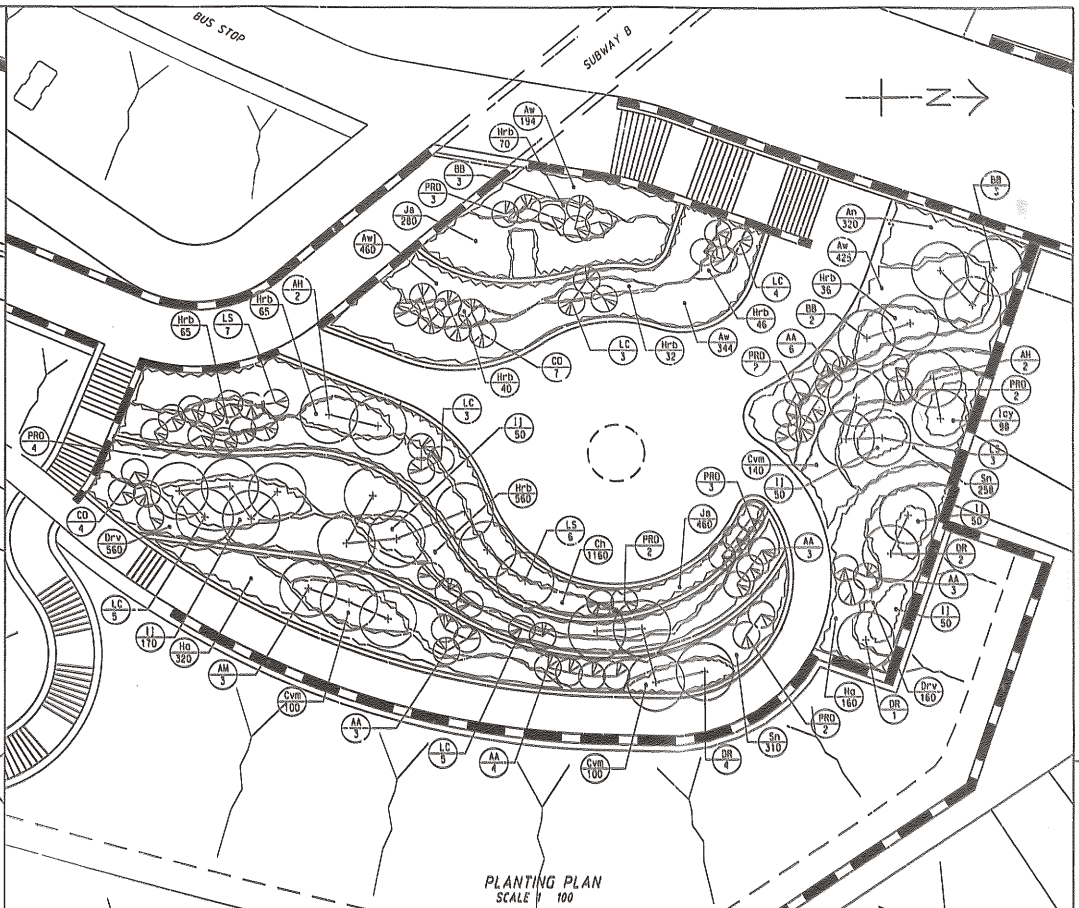 BUS STOP
SUBWAY B
N
Aw
194
Hrb
70
BB
3
PRO
3
Ja
280
Awj
460
Hrb
65
AH
2
LS
7
Hrb
65
BB
5
An
320
Aw
425
Hrb
36
BB
2
AA
6
LC
4
Hrb
46
Aw
344
Hrb
32
LC
3
CO
7
Hrb
40
AH
2
PRO
2
Icy
98
LS
3
Sn
250
IJ
50
LC
3
IJ
50
Hrb
560
LS
6
Ch
1160
PRO
2
PRO
3
Ja
460
Cvm
140
IJ
50
AA
3
DR
2
AA
3
IJ
50
PRO
4
CO
4
Drv
560
LC
5
IJ
170
Ha
320
AM
3
Cvm
100
AA
3
LC
5
AA
4
Cvm
100
DR
4
Sn
310
PRO
2
Ha
160
DR
1
Drv
160
PLANTING PLAN
SCALE 1 100